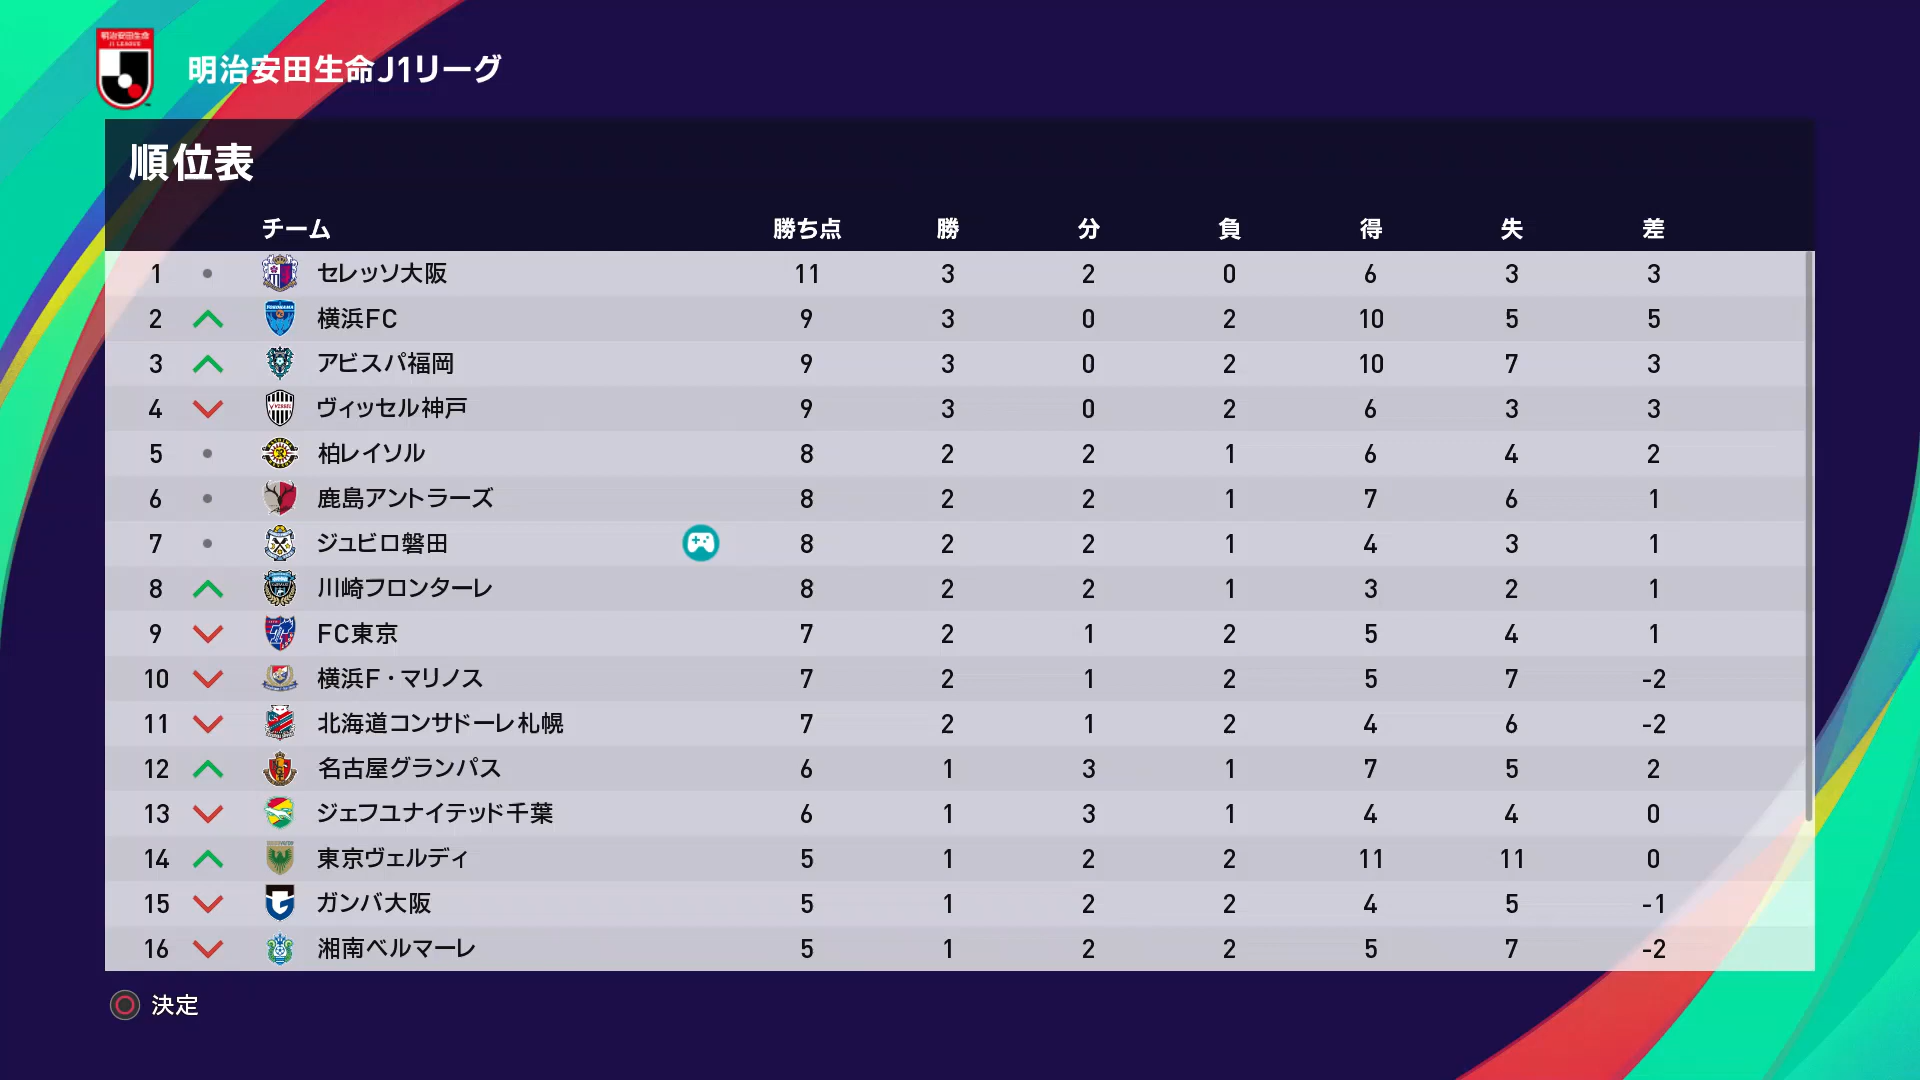 明治安田生命
J1 LEAGUE
明治安田生命J1リーグ
順位表
チーム 勝ち点 勝 分 負 得 失 差
1 セレッソ大阪 11 3 2 0 6 3 3
2 横浜FC 9 3 0 2 10 5 5
3 アビスパ福岡 9 3 0 2 10 7 3
4 ヴィッセル神戸 9 3 0 2 6 3 3
5 柏レイソル 8 2 2 1 6 4 2
6 鹿島アントラーズ 8 2 2 1 7 6 1
7 ジュビロ磐田 8 2 2 1 4 3 1
8 川崎フロンターレ 8 2 2 1 3 2 1
9 FC東京 7 2 1 2 5 4 1
10 横浜F・マリノス 7 2 1 2 5 7 -2
11 北海道コンサドーレ札幌 7 2 1 2 4 6 -2
12 名古屋グランパス 6 1 3 1 7 5 2
13 ジェフユナイテッド千葉 6 1 3 1 4 4 0
14 東京ヴェルディ 5 1 2 2 11 11 0
15 ガンバ大阪 5 1 2 2 4 5 -1
16 湘南ベルマーレ 5 1 2 2 5 7 -2
決定